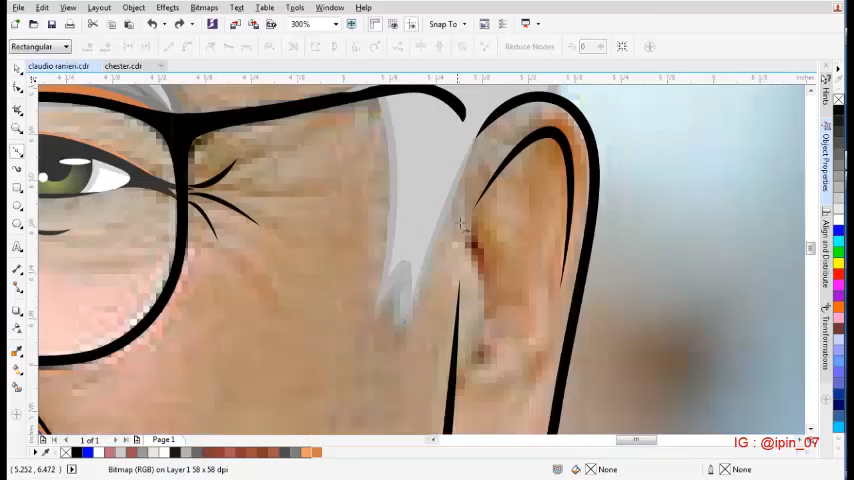 File Edit View Layout Object Effects Bitmaps Text Table Tools Window Help
300% Snap To
Rectangular Reduce Nodes 0
claudio ranieri.cdr chester.cdr
inches
Hints
Object Properties
Align and Distribute
Transformations
inches
1 of 1 Page 1
IG : @ipin_07
(5.252, 6.472) Bitmap (RGB) on Layer 1 58 x 58 dpi None None